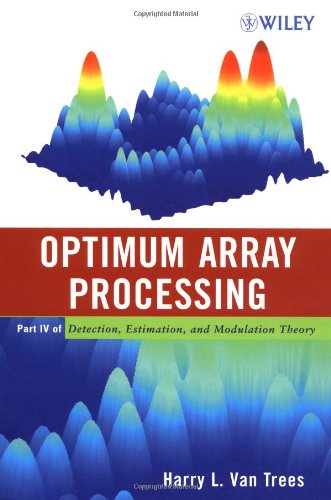 WILEY
OPTIMUM ARRAY
PROCESSING
Part IV of Detection, Estimation, and Modulation Theory
Harry L. Van Trees